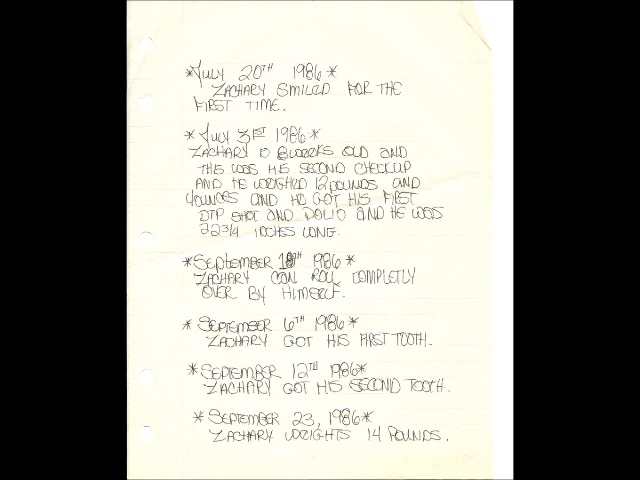 *July 20TH 1986*
ZACHARY SMILED FOR THE
FIRST TIME.
*July 31ST 1986*
ZACHARY IS 8 WEEKS OLD AND
THIS WAS HIS SECOND CHECKUP
AND HE WEIGHED 12 POUNDS AND
4 OUNCES AND HE GOT HIS FIRST
DTP SHOT AND POLIO AND HE WAS
22 3/4 INCHES LONG.
*SEPTEMBER TH 1986*
ZACHARY CAN ROLL COMPLETLY
OVER BY HIMSELF.
*SEPTEMBER 6TH 1986*
ZACHARY GOT HIS FIRST TOOTH.
*SEPTEMBER 12TH 1986*
ZACHARY GOT HIS SECOND TOOTH.
*SEPTEMBER 23, 1986*
ZACHARY WEIGHTS 14 POUNDS.